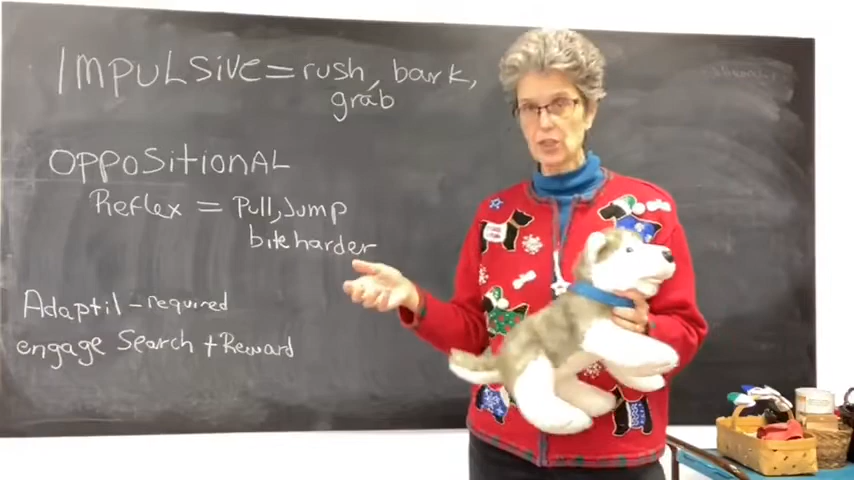 IMPULSIVE = rush, bark,
grab
OPPOSITIONAL
Reflex = Pull, Jump
bite harder
Adaptil - required
engage Search + Reward